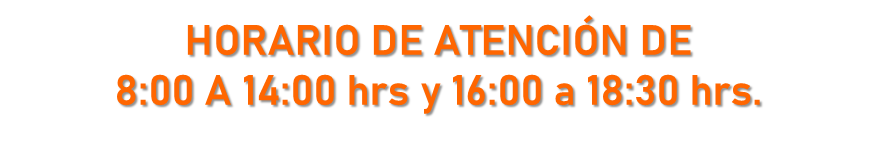 HORARIO DE ATENCIÓN DE
8:00 A 14:00 hrs y 16:00 a 18:30 hrs.